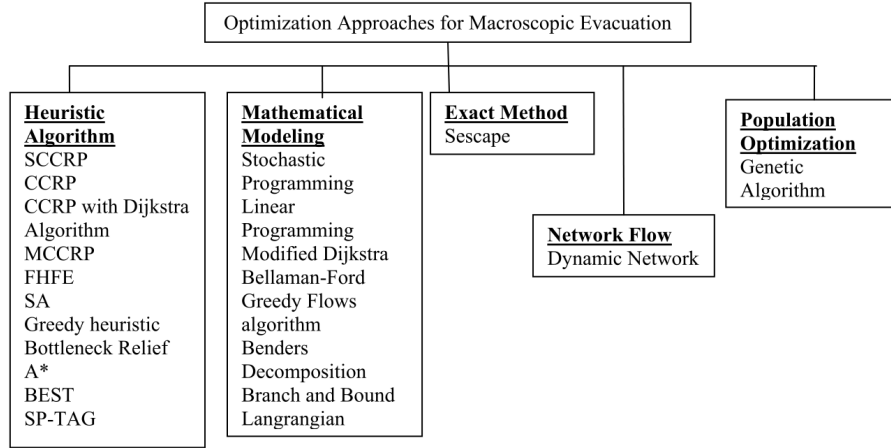 Optimization Approaches for Macroscopic Evacuation
Heuristic
Algorithm
SCCRP
CCRP
CCRP with Dijkstra
Algorithm
MCCRP
FHFE
SA
Greedy heuristic
Bottleneck Relief
A*
BEST
SP-TAG
Mathematical
Modeling
Stochastic
Programming
Linear
Programming
Modified Dijkstra
Bellaman-Ford
Greedy Flows
algorithm
Benders
Decomposition
Branch and Bound
Langrangian
Exact Method
Sescape
Network Flow
Dynamic Network
Population
Optimization
Genetic
Algorithm